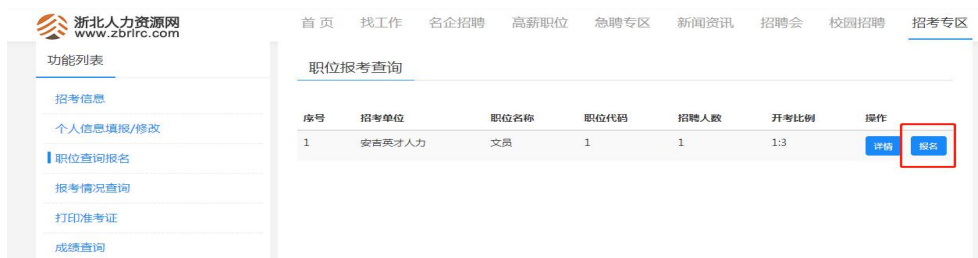 浙北人力资源网
www.zbrlrc.com
首 页 找工作 名企招聘 高薪职位 急聘专区 新闻资讯 招聘会 校园招聘 招考专区
功能列表
招考信息
个人信息填报/修改
职位查询报名
报考情况查询
打印准考证
成绩查询
职位报考查询
序号 招考单位 职位名称 职位代码 招聘人数 开考比例 操作
1 安吉英才人力 文员 1 1 1:3 详情 报名